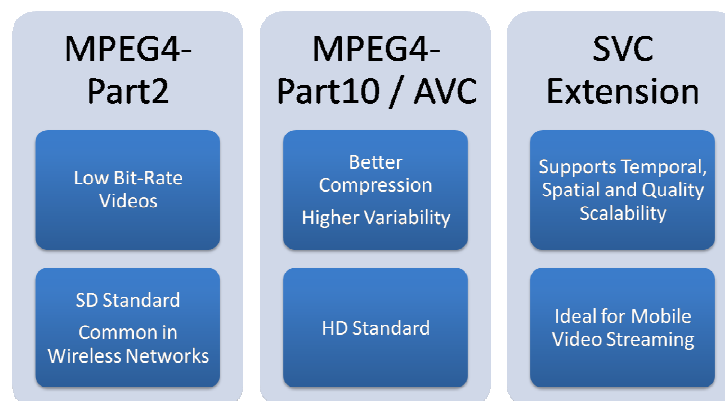 MPEG4-
Part2
Low Bit-Rate
Videos
SD Standard
Common in
Wireless Networks
MPEG4-
Part10 / AVC
Better
Compression
Higher Variability
HD Standard
SVC
Extension
Supports Temporal,
Spatial and Quality
Scalability
Ideal for Mobile
Video Streaming